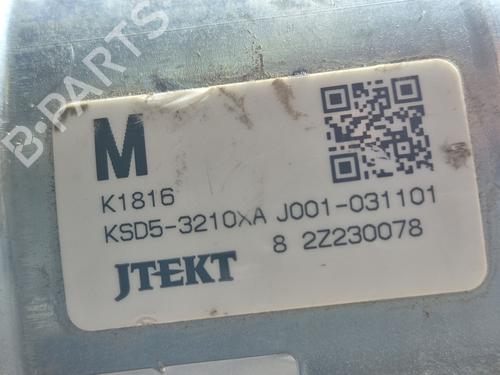 B-PARTS
M
K1816
KSD5-3210XA J001-031101
8 2Z230078
JTEKT